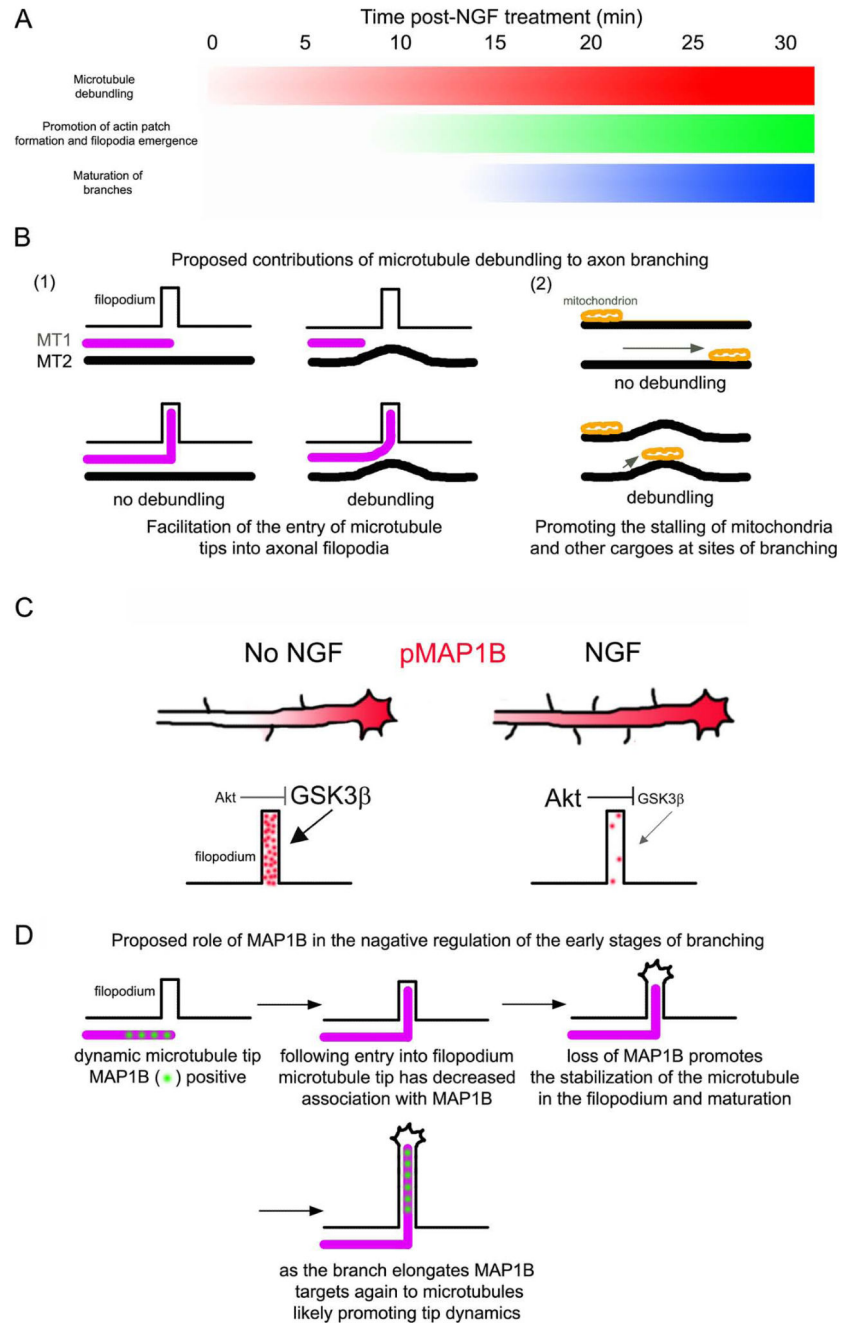 A
Time post-NGF treatment (min)
0 5 10 15 20 25 30
Microtubule
debundling
Promotion of actin patch
formation and filopodia emergence
Maturation of
branches
B
Proposed contributions of microtubule debundling to axon branching
(1)
filopodium
MT1
MT2
no debundling
debundling
Facilitation of the entry of microtubule
tips into axonal filopodia
(2)
mitochondrion
no debundling
debundling
Promoting the stalling of mitochondria
and other cargoes at sites of branching
C
No NGF pMAP1B NGF
Akt GSK3β
filopodium
Akt GSK3β
D
Proposed role of MAP1B in the nagative regulation of the early stages of branching
filopodium
dynamic microtubule tip
MAP1B ( ) positive
following entry into filopodium
microtubule tip has decreased
association with MAP1B
loss of MAP1B promotes
the stabilization of the microtubule
in the filopodium and maturation
as the branch elongates MAP1B
targets again to microtubules
likely promoting tip dynamics